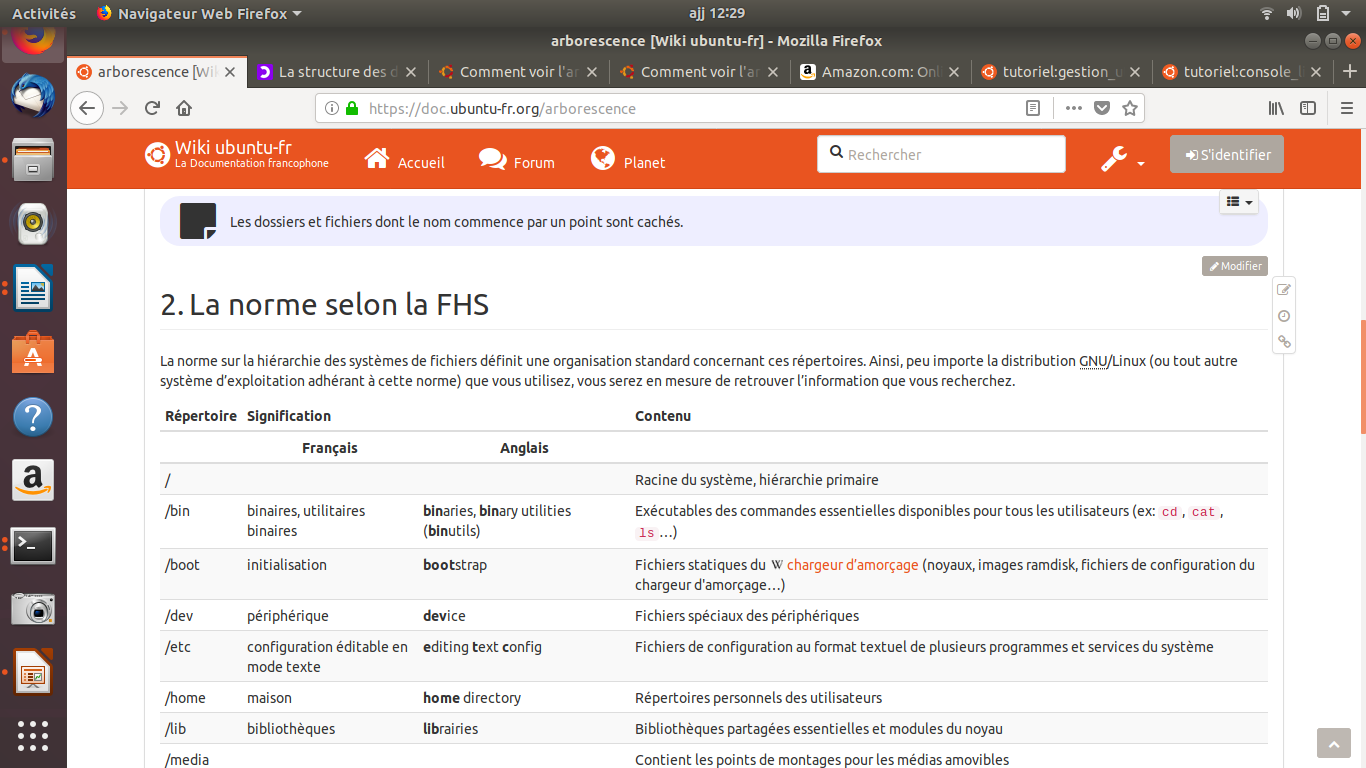 Activités Navigateur Web Firefox ajj 12:29
arborescence [Wiki ubuntu-fr] - Mozilla Firefox
arborescence [Wi La structure des d Comment voir l'ar Comment voir l'ar Amazon.com: Onl tutoriel:gestion_u tutoriel:console_l
https://doc.ubuntu-fr.org/arborescence
Wiki ubuntu-fr
La Documentation francophone
Accueil Forum Planet Rechercher S'identifier
Les dossiers et fichiers dont le nom commence par un point sont cachés.
Modifier
2. La norme selon la FHS
La norme sur la hiérarchie des systèmes de fichiers définit une organisation standard concernant ces répertoires. Ainsi, peu importe la distribution GNU/Linux (ou tout autre
système d'exploitation adhérant à cette norme) que vous utilisez, vous serez en mesure de retrouver l'information que vous recherchez.
Répertoire Signification Contenu
Français Anglais
/ Racine du système, hiérarchie primaire
/bin binaires, utilitaires binaries, binary utilities Exécutables des commandes essentielles disponibles pour tous les utilisateurs (ex: cd, cat,
binaires (binutils) ls…)
/boot initialisation bootstrap Fichiers statiques du W chargeur d'amorçage (noyaux, images ramdisk, fichiers de configuration du
chargeur d'amorçage…)
/dev périphérique device Fichiers spéciaux des périphériques
/etc configuration éditable en editing text config Fichiers de configuration au format textuel de plusieurs programmes et services du système
mode texte
/home maison home directory Répertoires personnels des utilisateurs
/lib bibliothèques librairies Bibliothèques partagées essentielles et modules du noyau
/media Contient les points de montages pour les médias amovibles